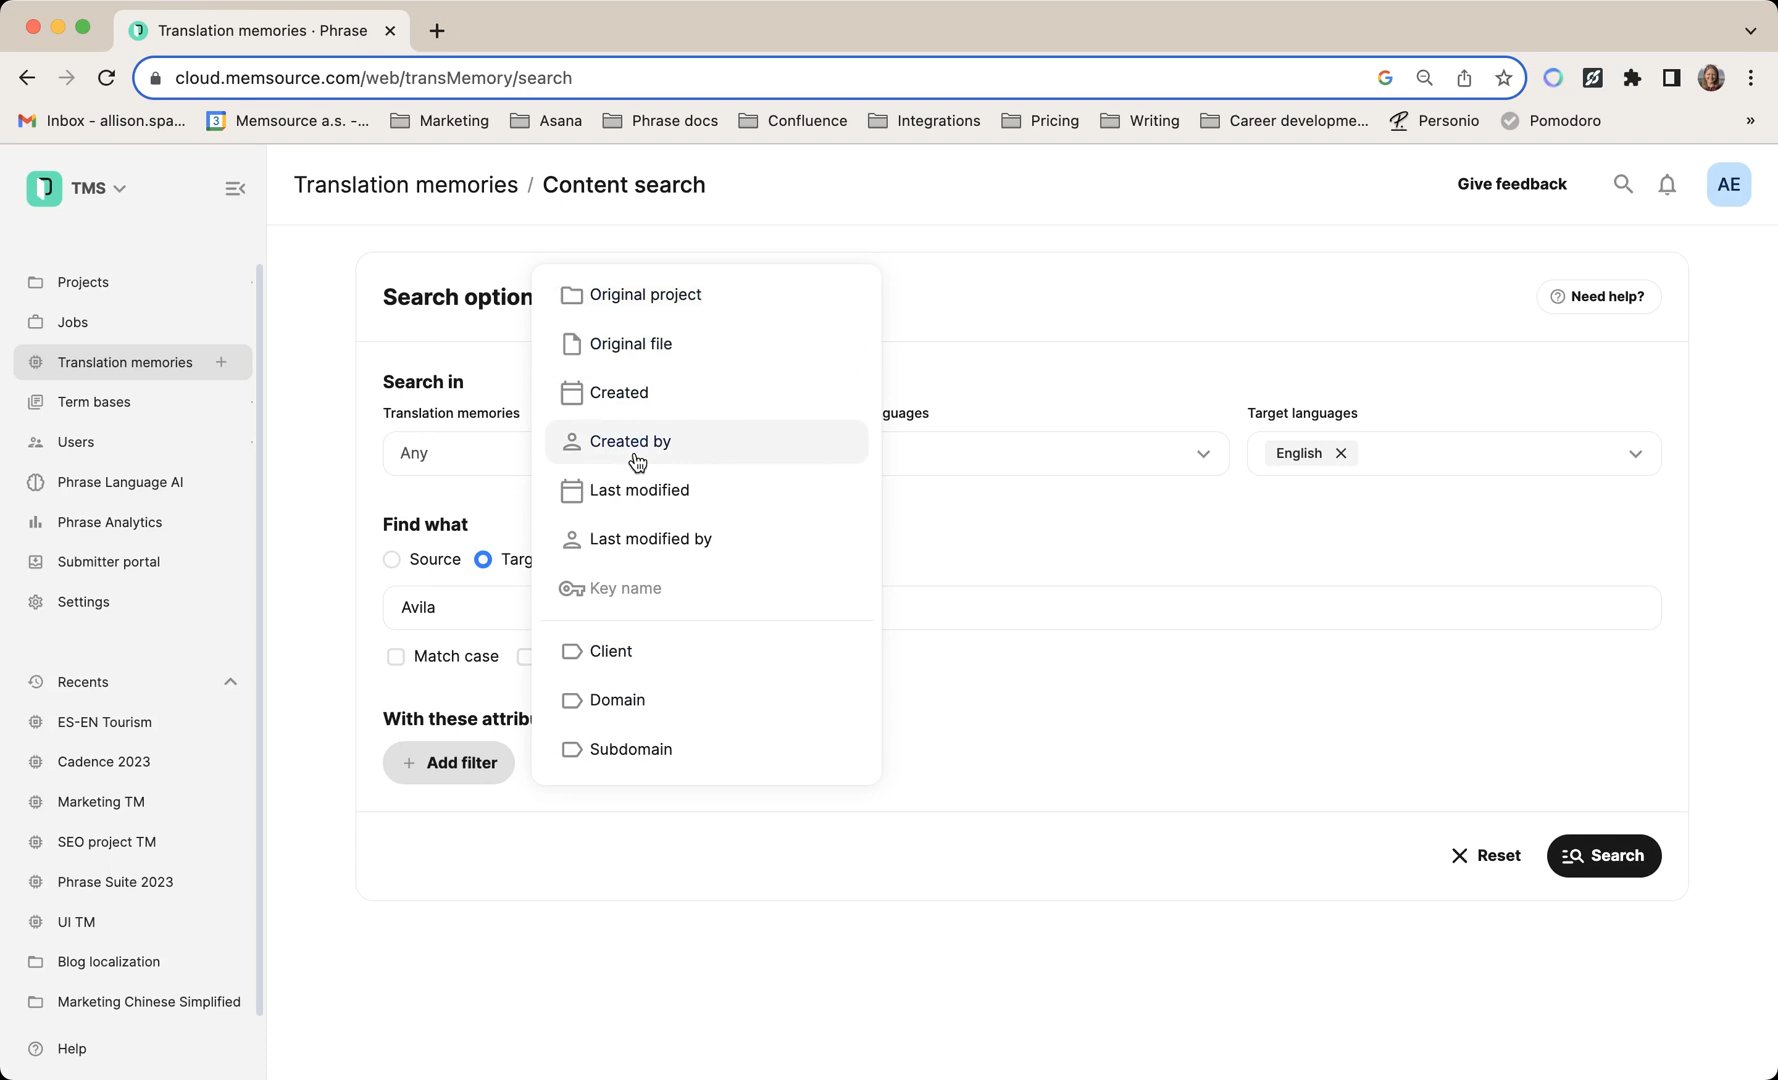 Translation memories · Phrase
cloud.memsource.com/web/transMemory/search
Inbox - allison.spa...
3
Memsource a.s. -...
Marketing
Asana
Phrase docs
Confluence
Integrations
Pricing
Writing
Career developme...
Personio
Pomodoro
»
TMS
Translation memories / Content search
Give feedback
AE
Projects
Jobs
Translation memories
Term bases
Users
Phrase Language AI
Phrase Analytics
Submitter portal
Settings
Recents
ES-EN Tourism
Cadence 2023
Marketing TM
SEO project TM
Phrase Suite 2023
UI TM
Blog localization
Marketing Chinese Simplified
Help
Search option
Need help?
Search in
Translation memories
Any
guages
Target languages
English
Find what
Source
Targ
Avila
Match case
With these attribu
Add filter
Original project
Original file
Created
Created by
Last modified
Last modified by
Key name
Client
Domain
Subdomain
Reset
Search